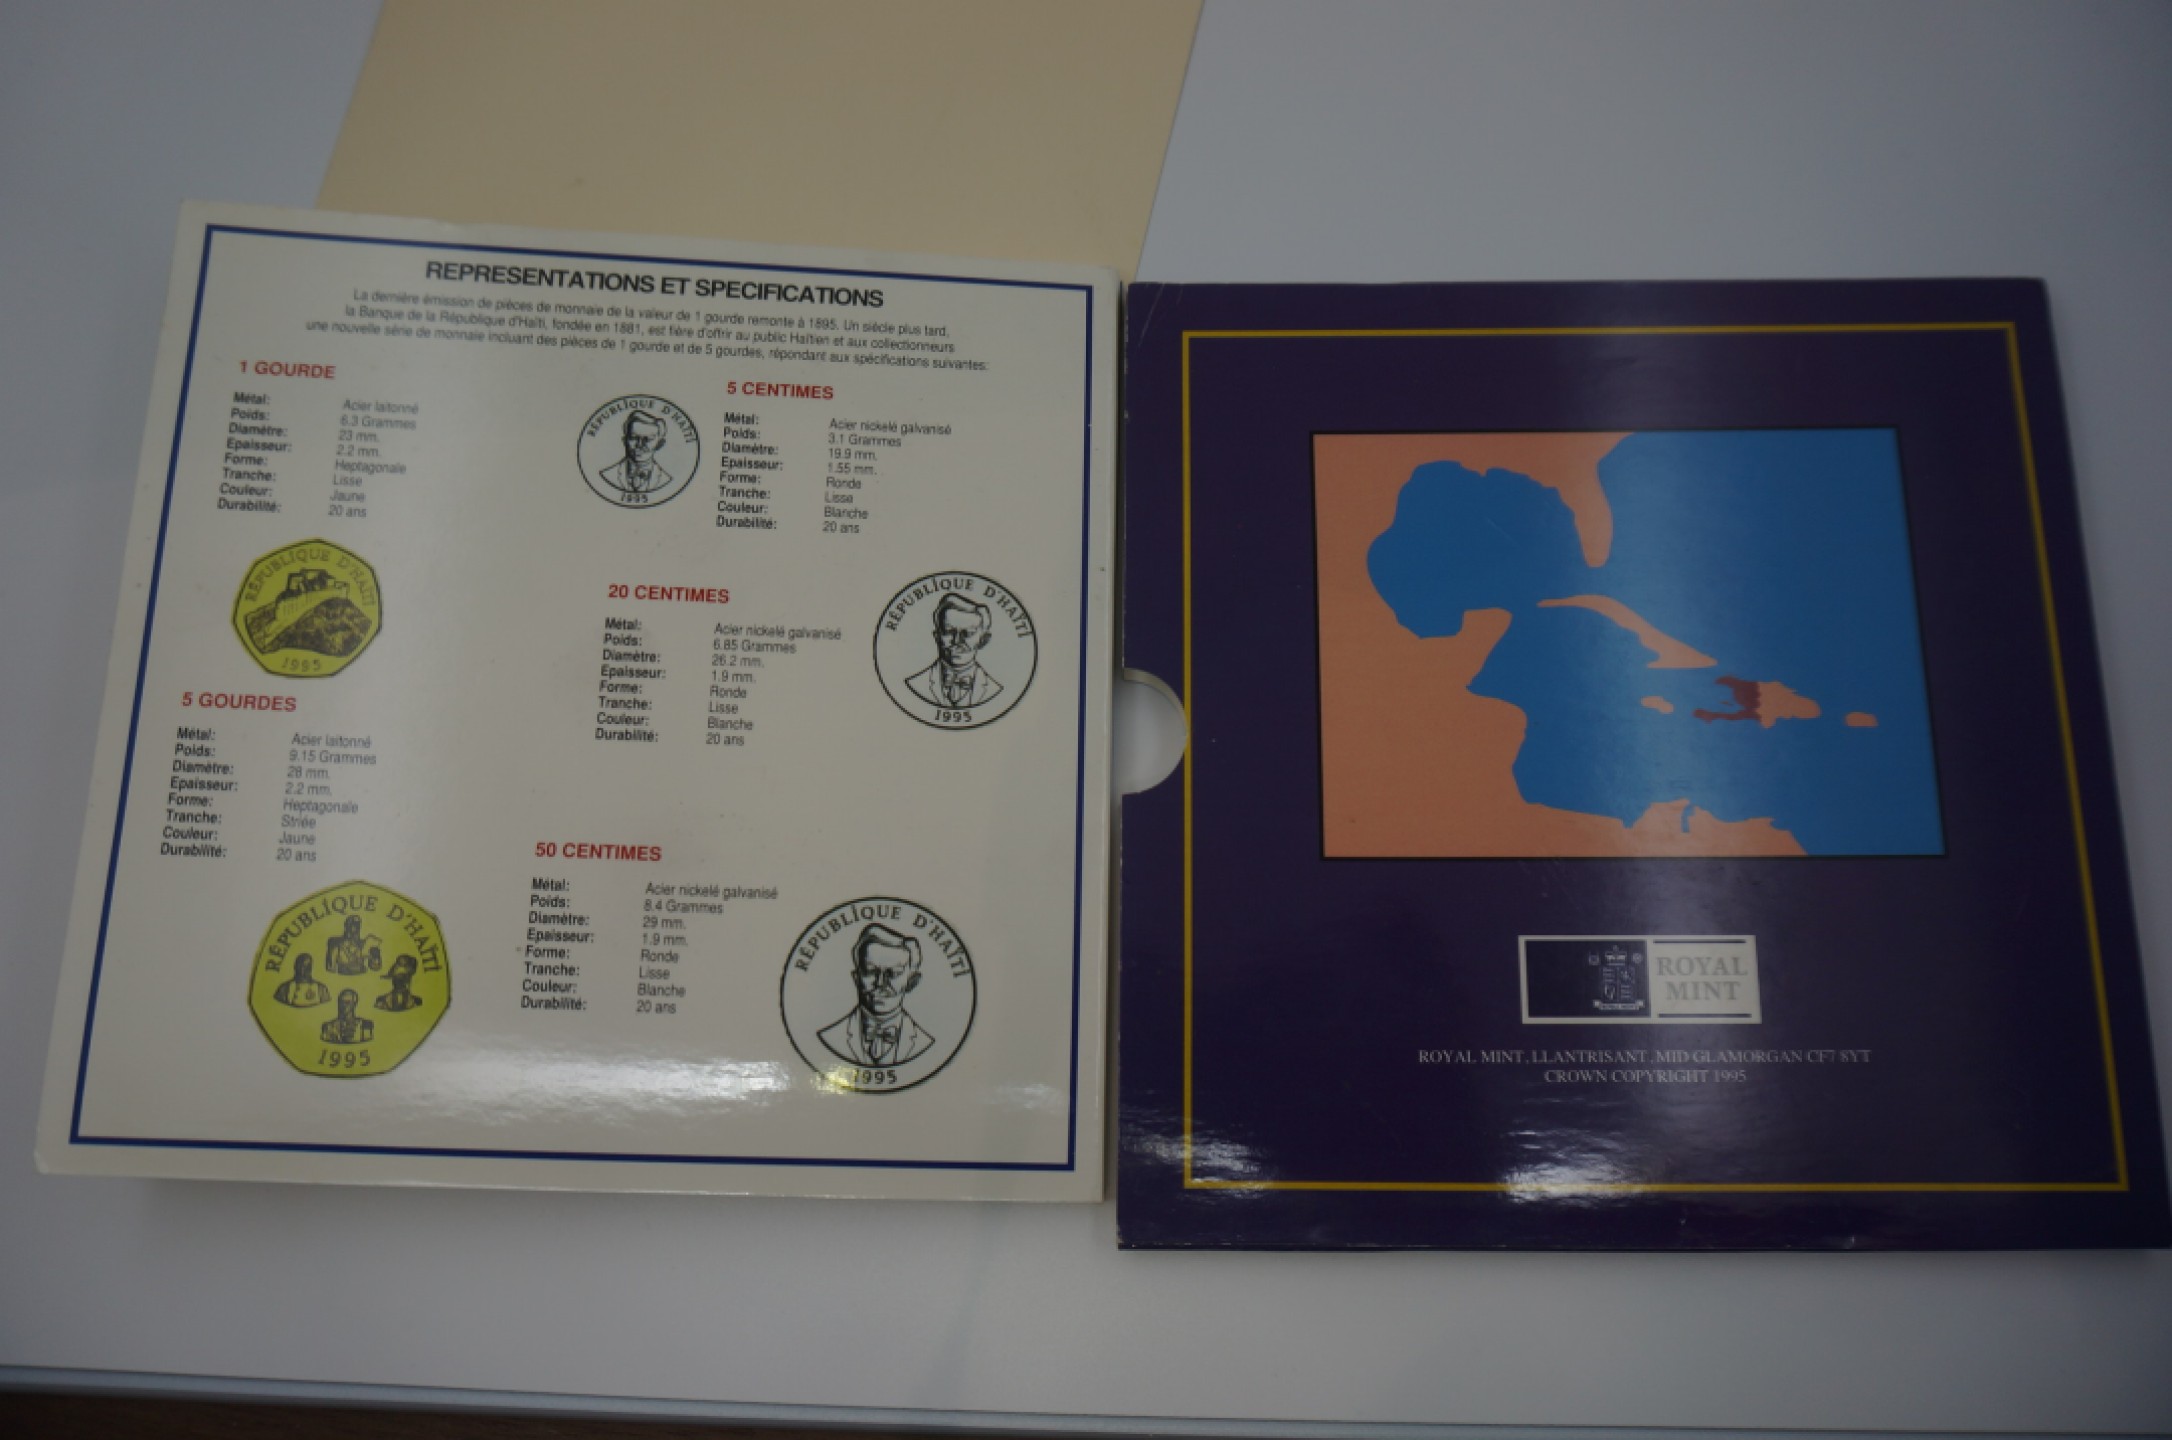 REPRESENTATIONS ET SPECIFICATIONS
La dernière émission de pièces de monnaie de la valeur de 1 gourde remonte à 1895. Un siècle plus tard,
la Banque de la République d'Haïti, fondée en 1881, est fière d'offrir au public Haïtien et aux collectionneurs
une nouvelle série de monnaie incluant des pièces de 1 gourde et de 5 gourdes, répondant aux spécifications suivantes:
1 GOURDE
Métal: Acier laitonné
Poids: 6.3 Grammes
Diamètre: 23 mm.
Epaisseur: 2.2 mm.
Forme: Heptagonale
Tranche: Lisse
Couleur: Jaune
Durabilité: 20 ans
RÉPUBLIQUE D'HAÏTI
1995
5 GOURDES
Métal: Acier laitonné
Poids: 9.15 Grammes
Diamètre: 28 mm.
Epaisseur: 2.2 mm.
Forme: Heptagonale
Tranche: Striée
Couleur: Jaune
Durabilité: 20 ans
RÉPUBLIQUE D'HAÏTI
1995
RÉPUBLIQUE D'HAÏTI
1995
5 CENTIMES
Métal: Acier nickelé galvanisé
Poids: 3.1 Grammes
Diamètre: 19.9 mm.
Epaisseur: 1.55 mm.
Forme: Ronde
Tranche: Lisse
Couleur: Blanche
Durabilité: 20 ans
20 CENTIMES
Métal: Acier nickelé galvanisé
Poids: 6.85 Grammes
Diamètre: 26.2 mm.
Epaisseur: 1.9 mm.
Forme: Ronde
Tranche: Lisse
Couleur: Blanche
Durabilité: 20 ans
RÉPUBLIQUE D'HAÏTI
1995
50 CENTIMES
Métal: Acier nickelé galvanisé
Poids: 8.4 Grammes
Diamètre: 29 mm.
Epaisseur: 1.9 mm.
Forme: Ronde
Tranche: Lisse
Couleur: Blanche
Durabilité: 20 ans
RÉPUBLIQUE D'HAÏTI
1995
ROYAL
MINT
ROYAL MINT, LLANTRISANT, MID GLAMORGAN CF7 8YT
CROWN COPYRIGHT 1995